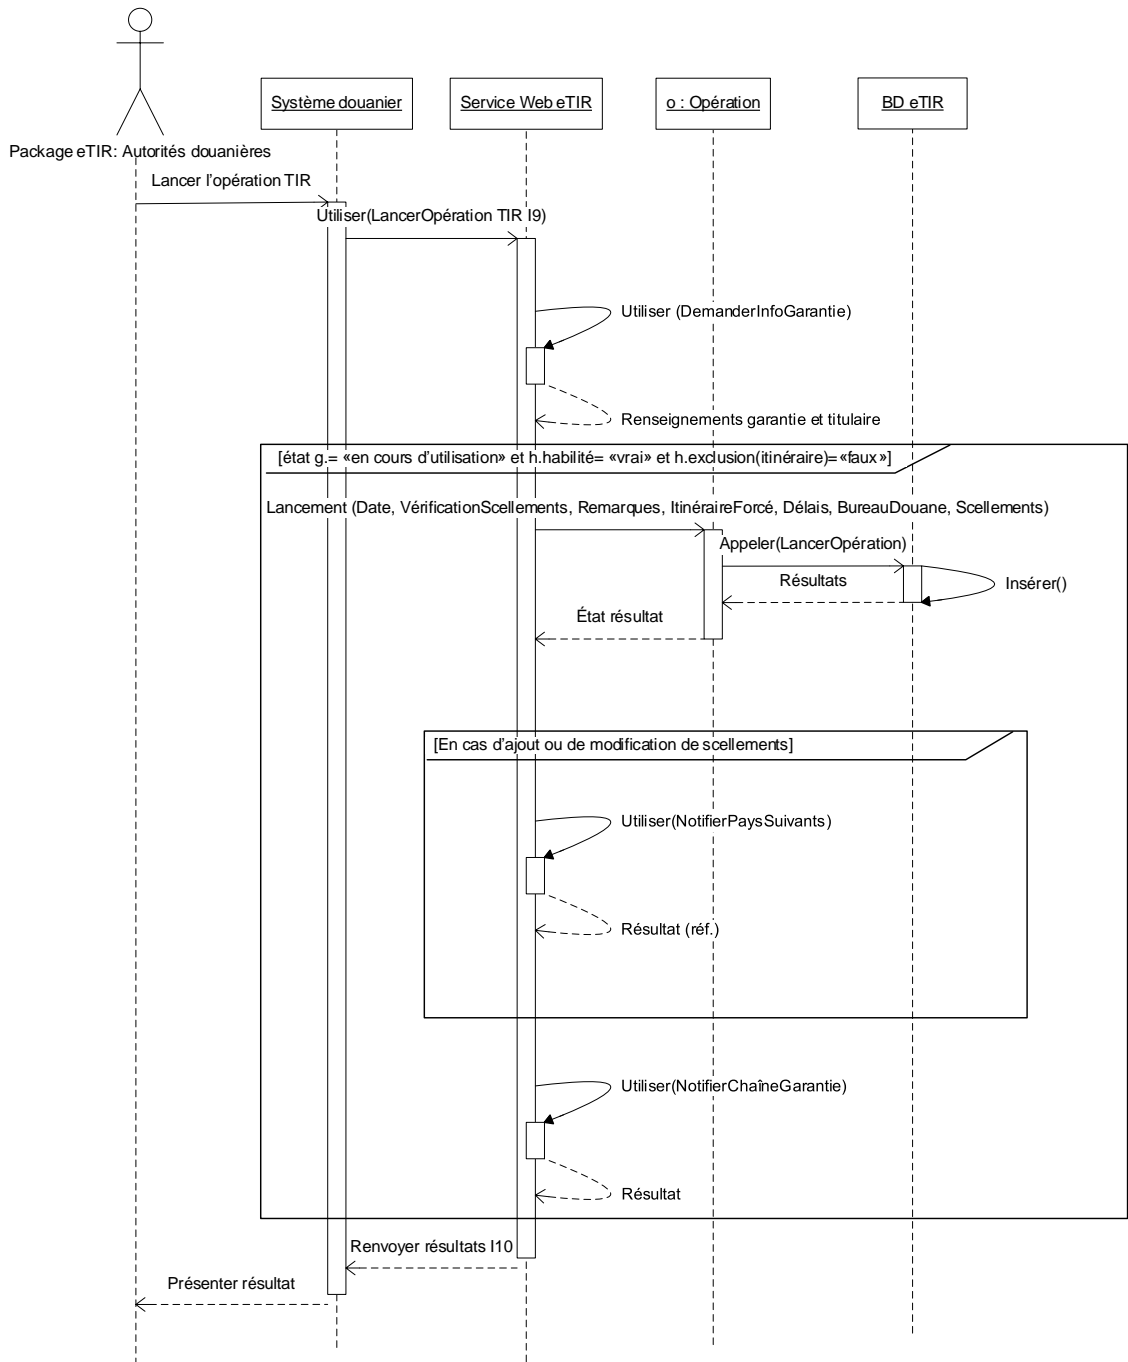 Système douanier
Service Web eTIR
o : Opération
BD eTIR
Package eTIR: Autorités douanières
Lancer l'opération TIR
Utiliser(LancerOpération TIR I9)
Utiliser (DemanderInfoGarantie)
Renseignements garantie et titulaire
[état g.= «en cours d'utilisation» et h.habilité= «vrai» et h.exclusion(itinéraire)= «faux»]
Lancement (Date, VérificationScellements, Remarques, ItinéraireForcé, Délais, BureauDouane, Scellements)
Appeler(LancerOpération)
Résultats
Insérer()
État résultat
[En cas d'ajout ou de modification de scellements]
Utiliser(NotifierPaysSuivants)
Résultat (réf.)
Utiliser(NotifierChaîneGarantie)
Résultat
Renvoyer résultats I10
Présenter résultat